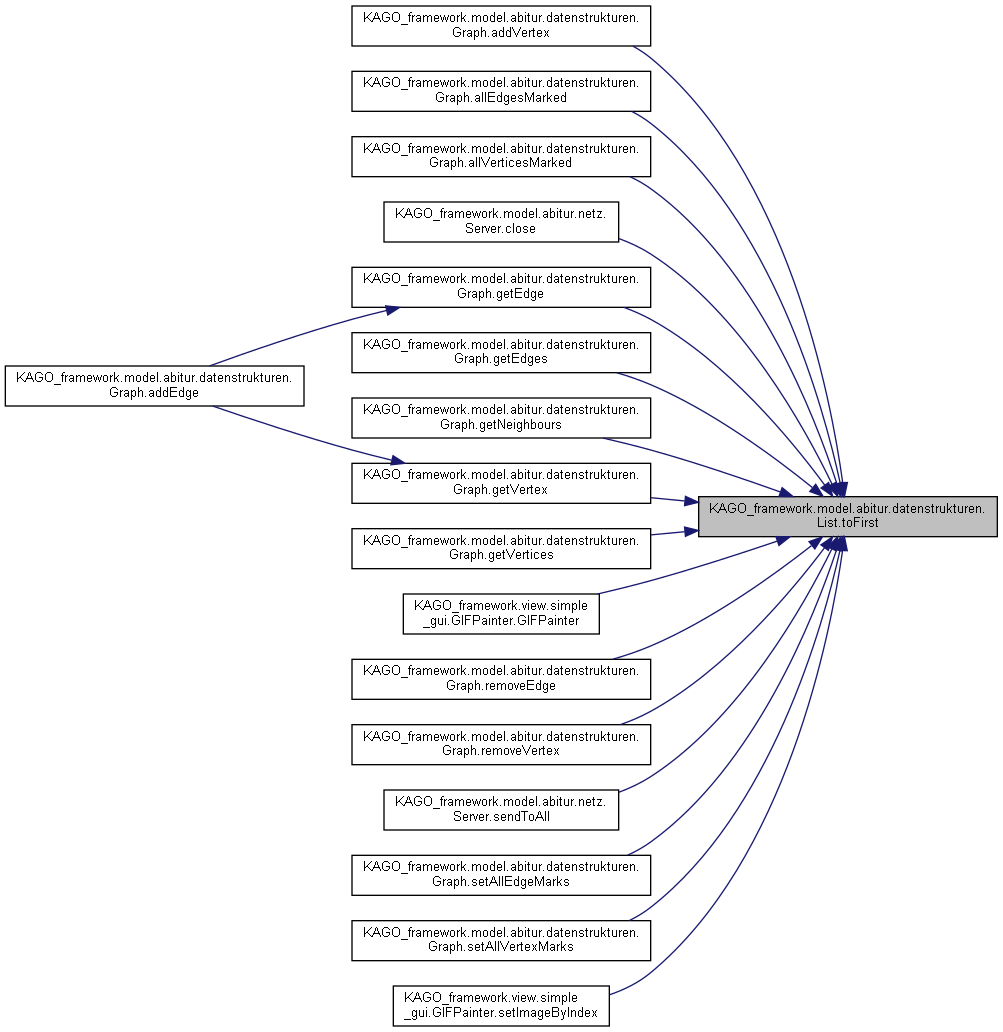 KAGO_framework.model.abitur.datenstrukturen.
Graph.addVertex
KAGO_framework.model.abitur.datenstrukturen.
Graph.allEdgesMarked
KAGO_framework.model.abitur.datenstrukturen.
Graph.allVerticesMarked
KAGO_framework.model.abitur.netz.
Server.close
KAGO_framework.model.abitur.datenstrukturen.
Graph.getEdge
KAGO_framework.model.abitur.datenstrukturen.
Graph.getEdges
KAGO_framework.model.abitur.datenstrukturen.
Graph.addEdge
KAGO_framework.model.abitur.datenstrukturen.
Graph.getNeighbours
KAGO_framework.model.abitur.datenstrukturen.
Graph.getVertex
KAGO_framework.model.abitur.datenstrukturen.
List.toFirst
KAGO_framework.model.abitur.datenstrukturen.
Graph.getVertices
KAGO_framework.view.simple
_gui.GIFPainter.GIFPainter
KAGO_framework.model.abitur.datenstrukturen.
Graph.removeEdge
KAGO_framework.model.abitur.datenstrukturen.
Graph.removeVertex
KAGO_framework.model.abitur.netz.
Server.sendToAll
KAGO_framework.model.abitur.datenstrukturen.
Graph.setAllEdgeMarks
KAGO_framework.model.abitur.datenstrukturen.
Graph.setAllVertexMarks
KAGO_framework.view.simple
_gui.GIFPainter.setImageByIndex